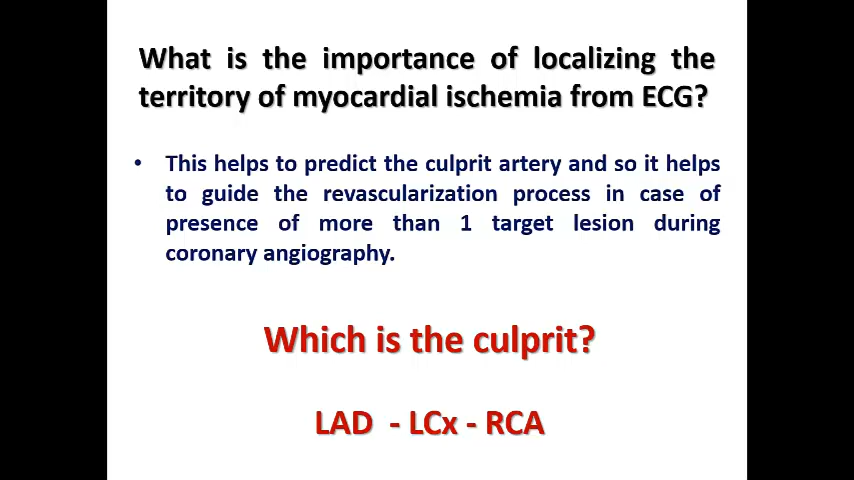 What is the importance of localizing the
territory of myocardial ischemia from ECG?
• This helps to predict the culprit artery and so it helps
to guide the revascularization process in case of
presence of more than 1 target lesion during
coronary angiography.
Which is the culprit?
LAD - LCx - RCA